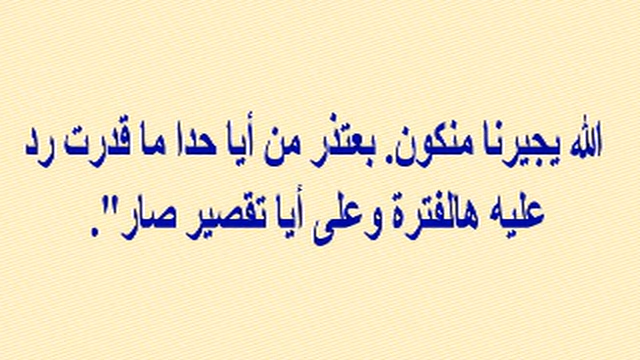 الله يجيرنا منكون. بعتذر من أيا حدا ما قدرت رد
عليه هالفترة وعلى أيا تقصير صار".